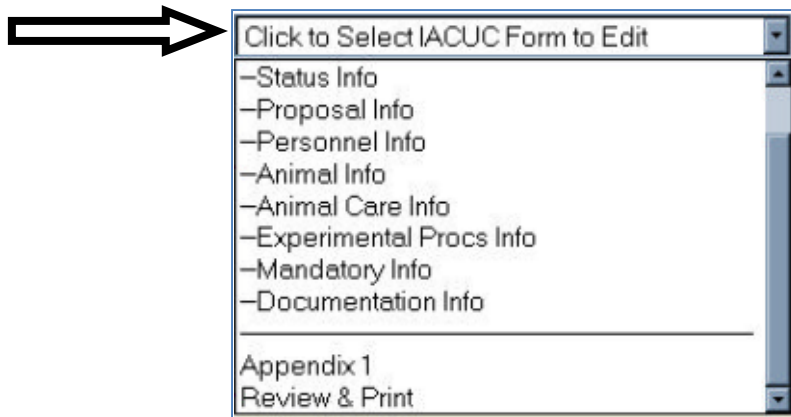 Click to Select IACUC Form to Edit
–Status Info
–Proposal Info
–Personnel Info
–Animal Info
–Animal Care Info
–Experimental Procs Info
–Mandatory Info
–Documentation Info
Appendix 1
Review & Print